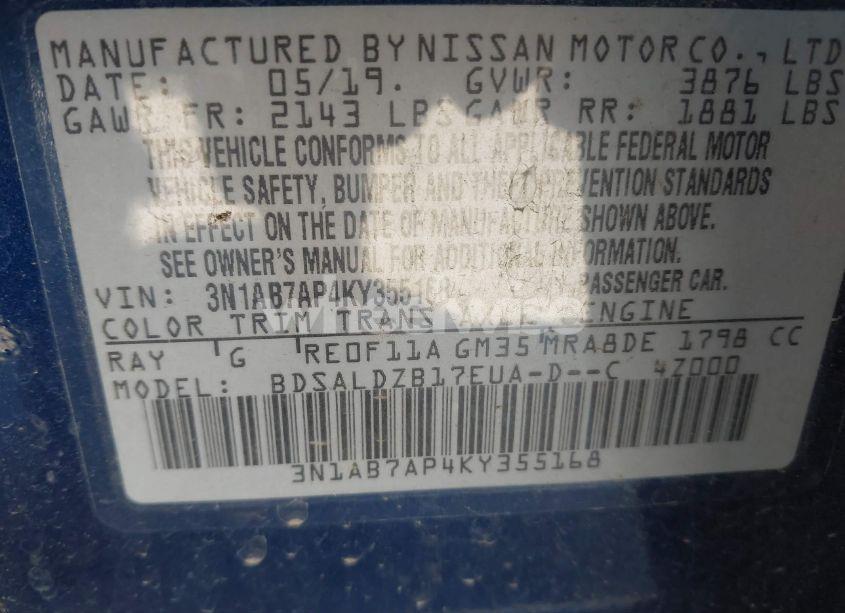 MANUFACTURED BY NISSAN MOTOR CO., LTD
DATE: 05/19. GVWR: 3876 LBS
GAWR FR: 2143 LBS GAWR RR: 1881 LBS
THIS VEHICLE CONFORMS TO ALL APPLICABLE FEDERAL MOTOR
VEHICLE SAFETY, BUMPER AND THEFT PREVENTION STANDARDS
IN EFFECT ON THE DATE OF MANUFACTURE SHOWN ABOVE.
SEE OWNER'S MANUAL FOR ADDITIONAL INFORMATION.
VIN: 3N1AB7AP4KY355168 PASSENGER CAR.
COLOR TRIM TRANS AXLE ENGINE
RAY G RE0F11A GM35 MRA8DE 1798 CC
MODEL: BDSALDZB17EUA-D--C 4Z000
3N1AB7AP4KY355168